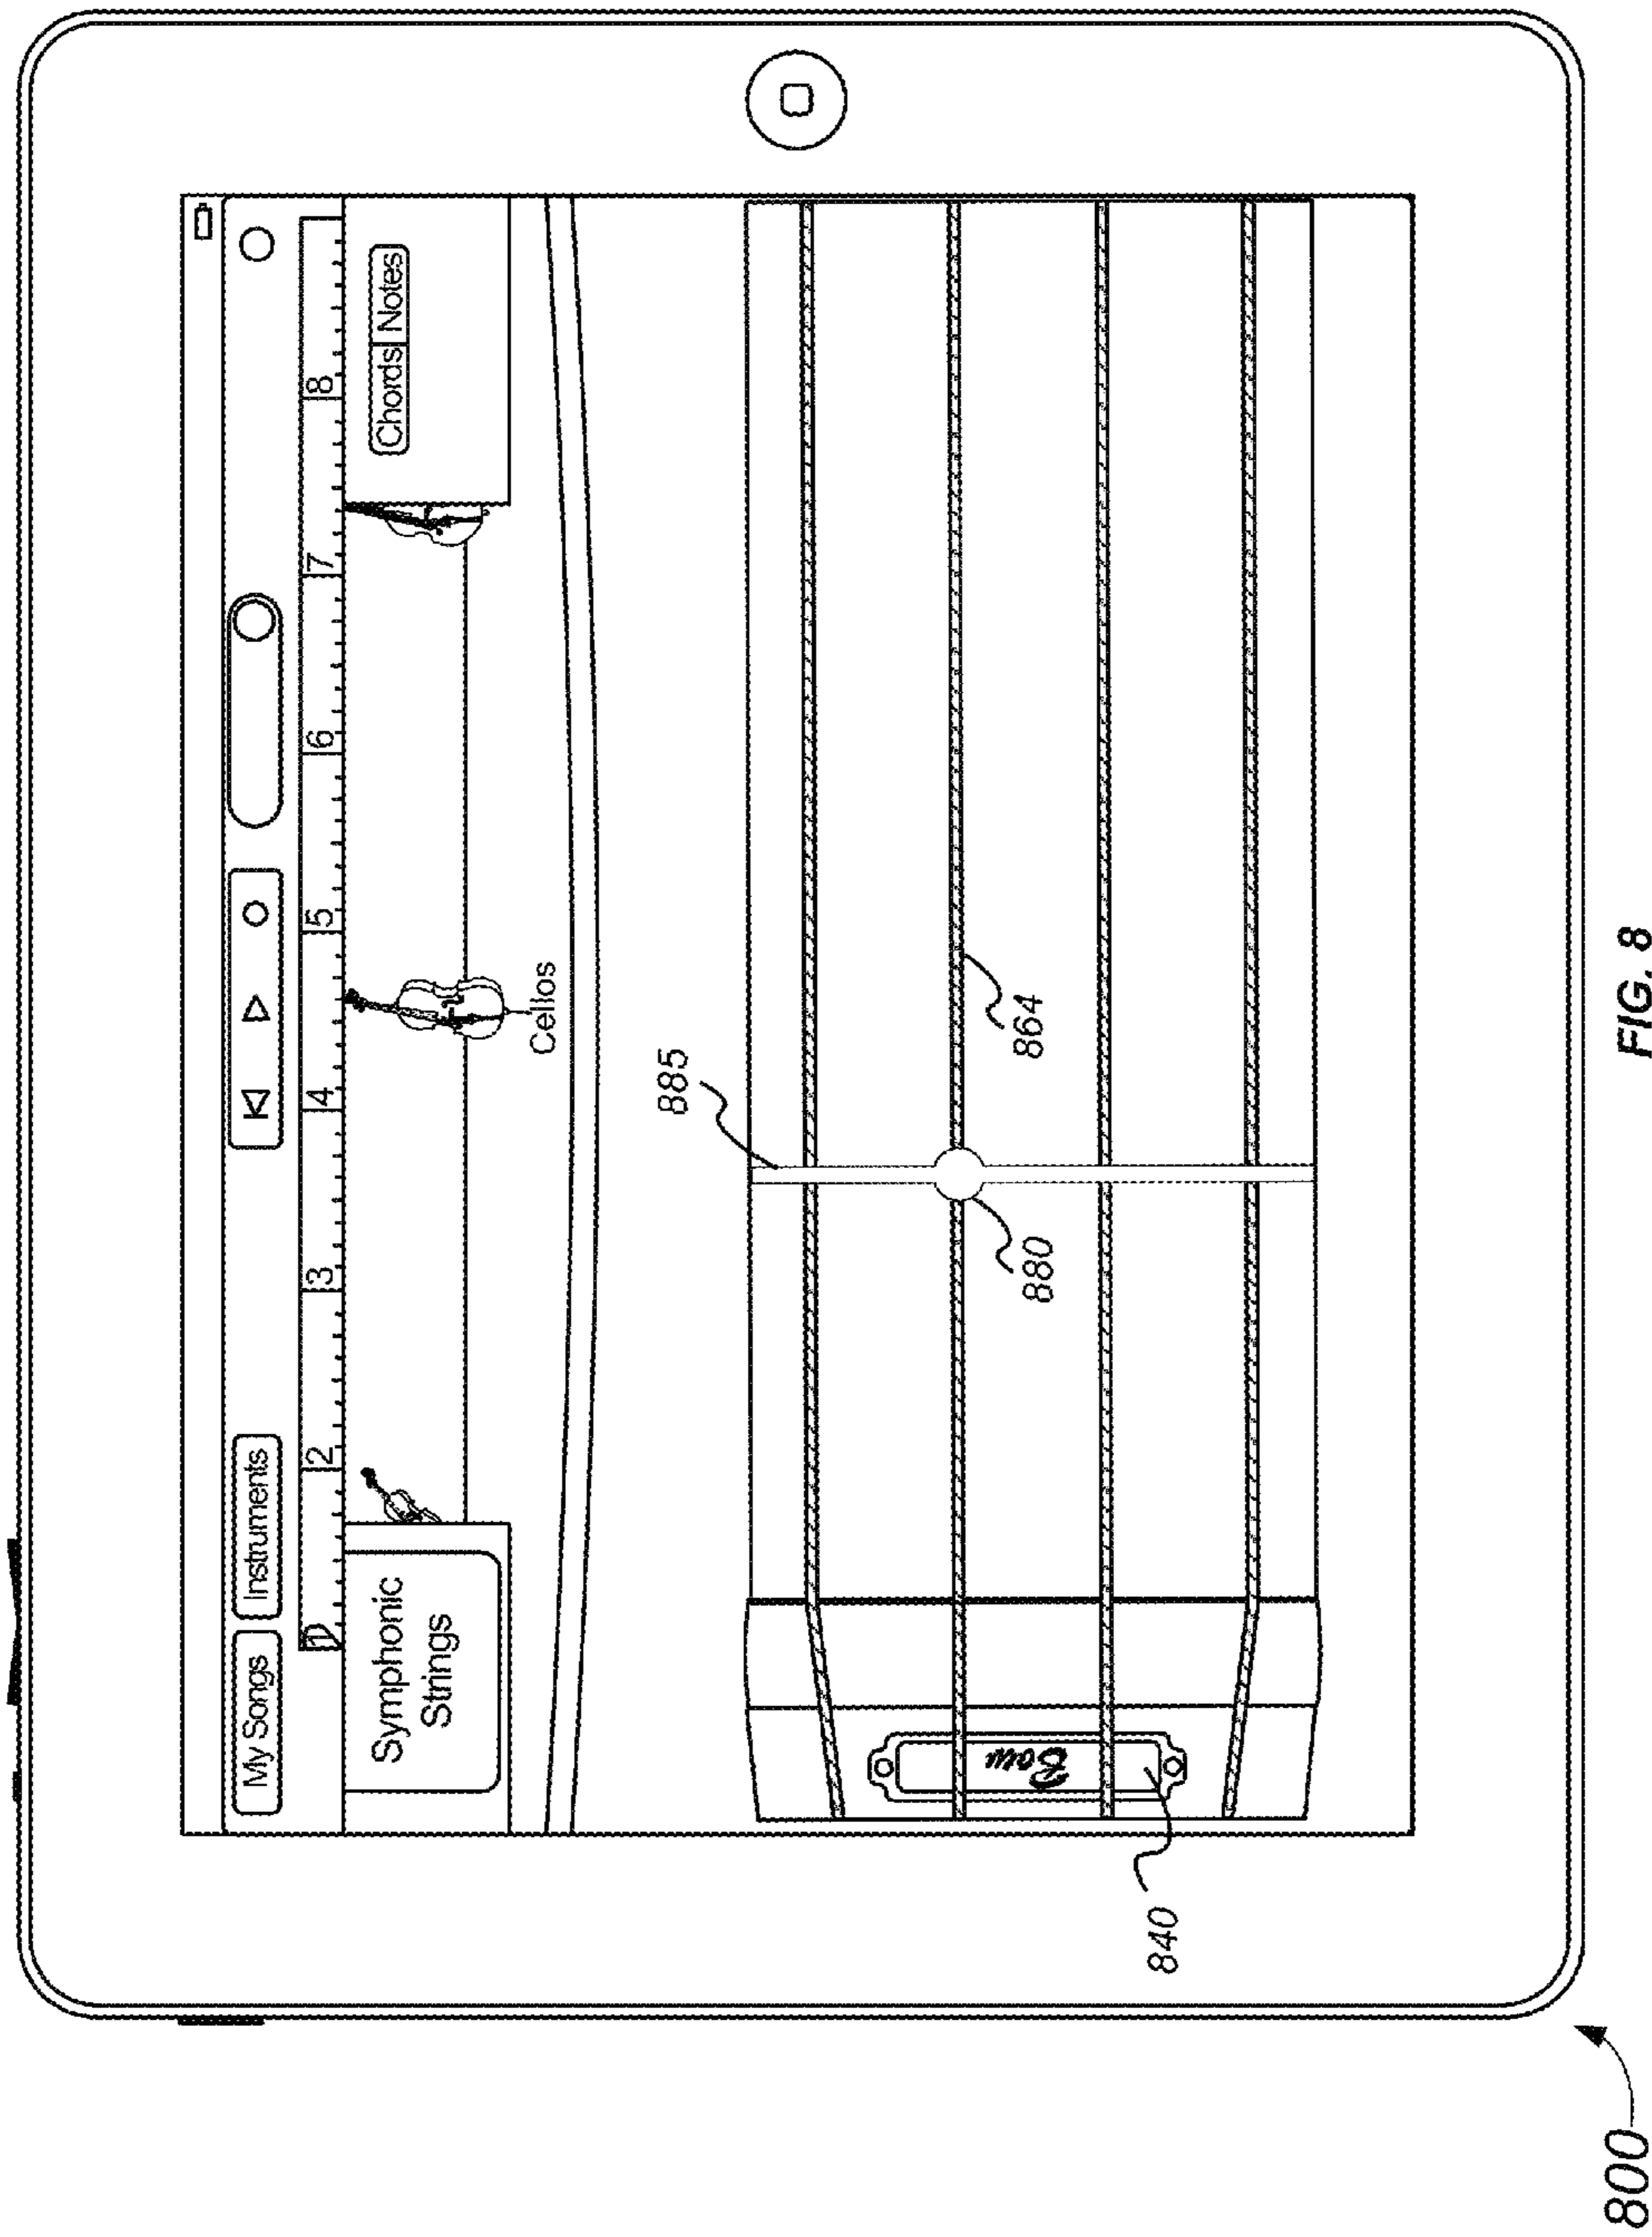 My Songs Instruments
1 2 3 4 5 6 7 8
Symphonic
Strings
Chords Notes
Cellos
885
864
880
Bow
840
800
FIG. 8